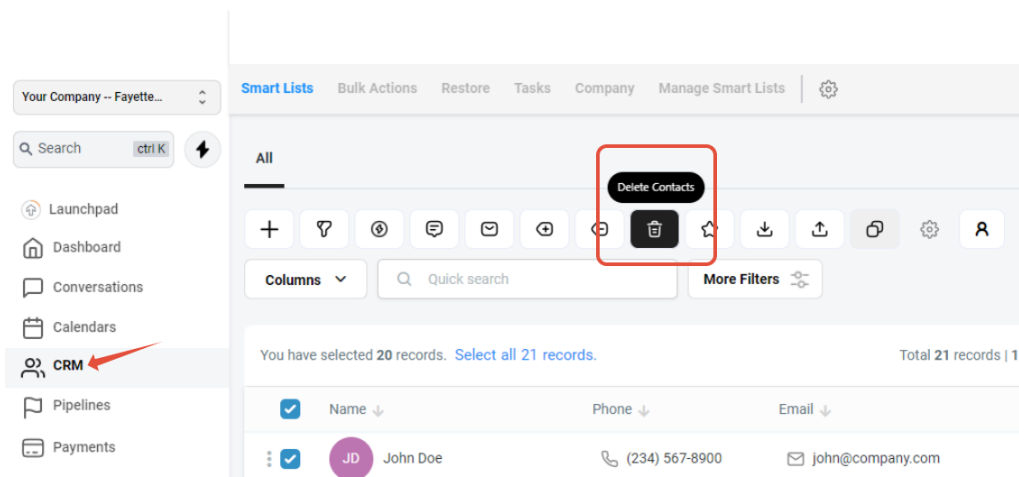 Your Company -- Fayette...
Search ctrl K
Launchpad
Dashboard
Conversations
Calendars
CRM
Pipelines
Payments
Smart Lists Bulk Actions Restore Tasks Company Manage Smart Lists
All
Delete Contacts
Columns Quick search More Filters
You have selected 20 records. Select all 21 records. Total 21 records | 1
Name Phone Email
JD John Doe (234) 567-8900 john@company.com